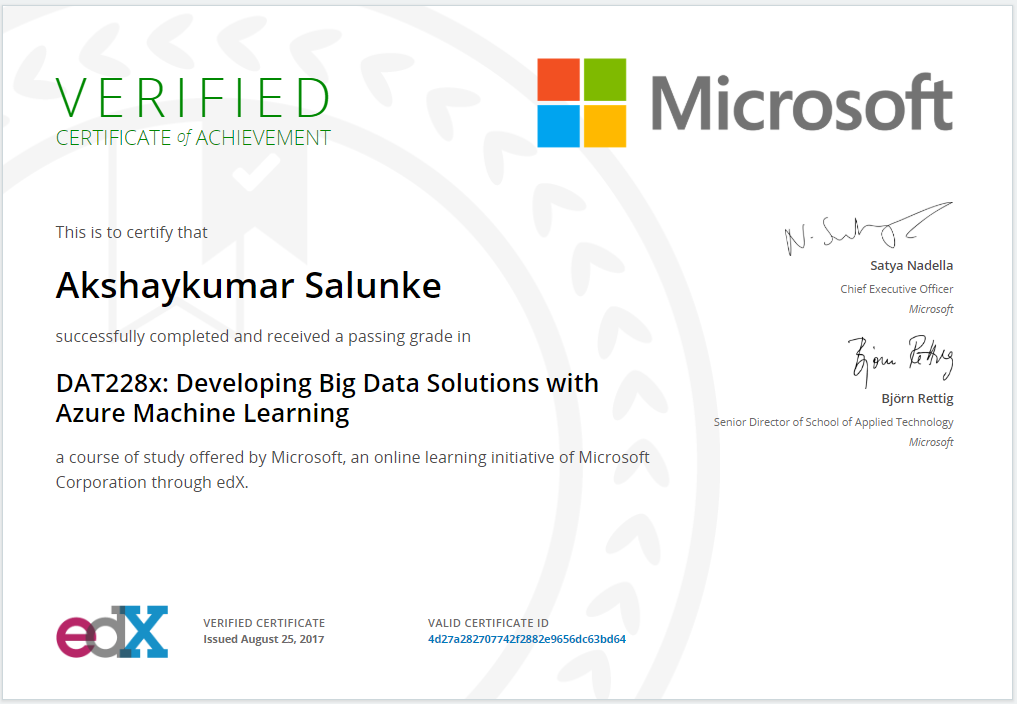 VERIFIED
CERTIFICATE of ACHIEVEMENT
Microsoft
This is to certify that
Akshaykumar Salunke
successfully completed and received a passing grade in
DAT228x: Developing Big Data Solutions with
Azure Machine Learning
a course of study offered by Microsoft, an online learning initiative of Microsoft
Corporation through edX.
Satya Nadella
Chief Executive Officer
Microsoft
Björn Rettig
Björn Rettig
Senior Director of School of Applied Technology
Microsoft
edX
VERIFIED CERTIFICATE
Issued August 25, 2017
VALID CERTIFICATE ID
4d27a282707742f2882e9656dc63bd64